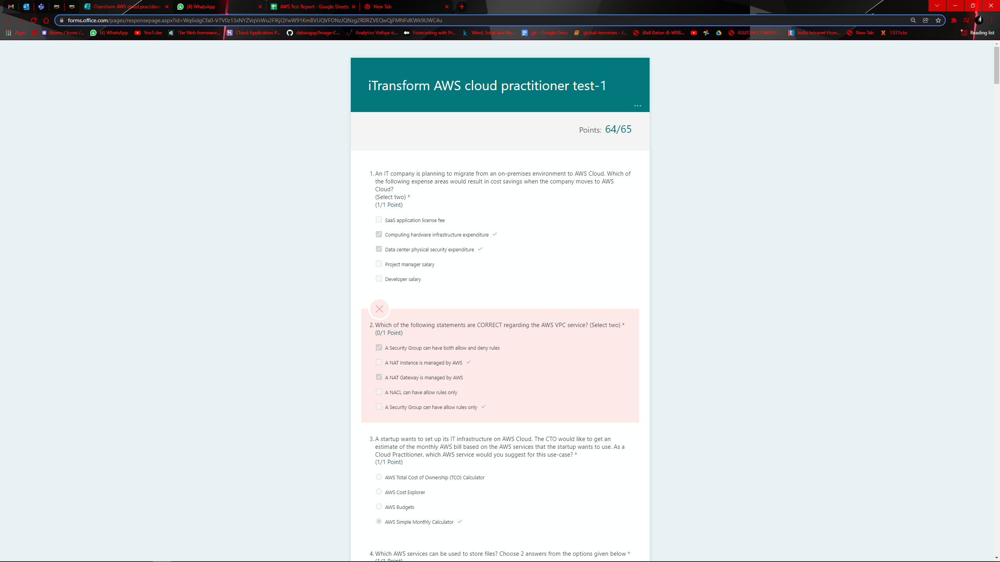 iTransform AWS cloud practition
(4) WhatsApp
AWS Test Report - Google Sheets
New Tab
forms.office.com/pages/responsepage.aspx?id=Wq6idgCfa0-V7V0z13xNYZVqVsWu2FIKjQYwW91KmBVUQVFONzJQNzg2R0RZVEQwQjFMNFdKWk9UWC4u
Apps
Atoms / Icons /...
(4) WhatsApp
YouTube
The Web framewor...
Cloud Application P...
dabasajay/Image-C...
Analytics Vidhya-ti...
Forecasting with Pr...
Wind, Solar and Nu...
git - Google Docs
global-terrorism - J...
iBall Baton iB-WRB...
ASUSTeK COMPUTE...
India Intranet Hom...
New Tab
1337x.to
Reading list
iTransform AWS cloud practitioner test-1
...
Points: 64/65
1. An IT company is planning to migrate from an on-premises environment to AWS Cloud. Which of
the following expense areas would result in cost savings when the company moves to AWS
Cloud?
(Select two) *
(1/1 Point)
SaaS application license fee
Computing hardware infrastructure expenditure
Data center physical security expenditure
Project manager salary
Developer salary
2. Which of the following statements are CORRECT regarding the AWS VPC service? (Select two) *
(0/1 Point)
A Security Group can have both allow and deny rules
A NAT Instance is managed by AWS
A NAT Gateway is managed by AWS
A NACL can have allow rules only
A Security Group can have allow rules only
3. A startup wants to set up its IT infrastructure on AWS Cloud. The CTO would like to get an
estimate of the monthly AWS bill based on the AWS services that the startup wants to use. As a
Cloud Practitioner, which AWS service would you suggest for this use-case? *
(1/1 Point)
AWS Total Cost of Ownership (TCO) Calculator
AWS Cost Explorer
AWS Budgets
AWS Simple Monthly Calculator
4. Which AWS services can be used to store files? Choose 2 answers from the options given below *
(1/1 Point)